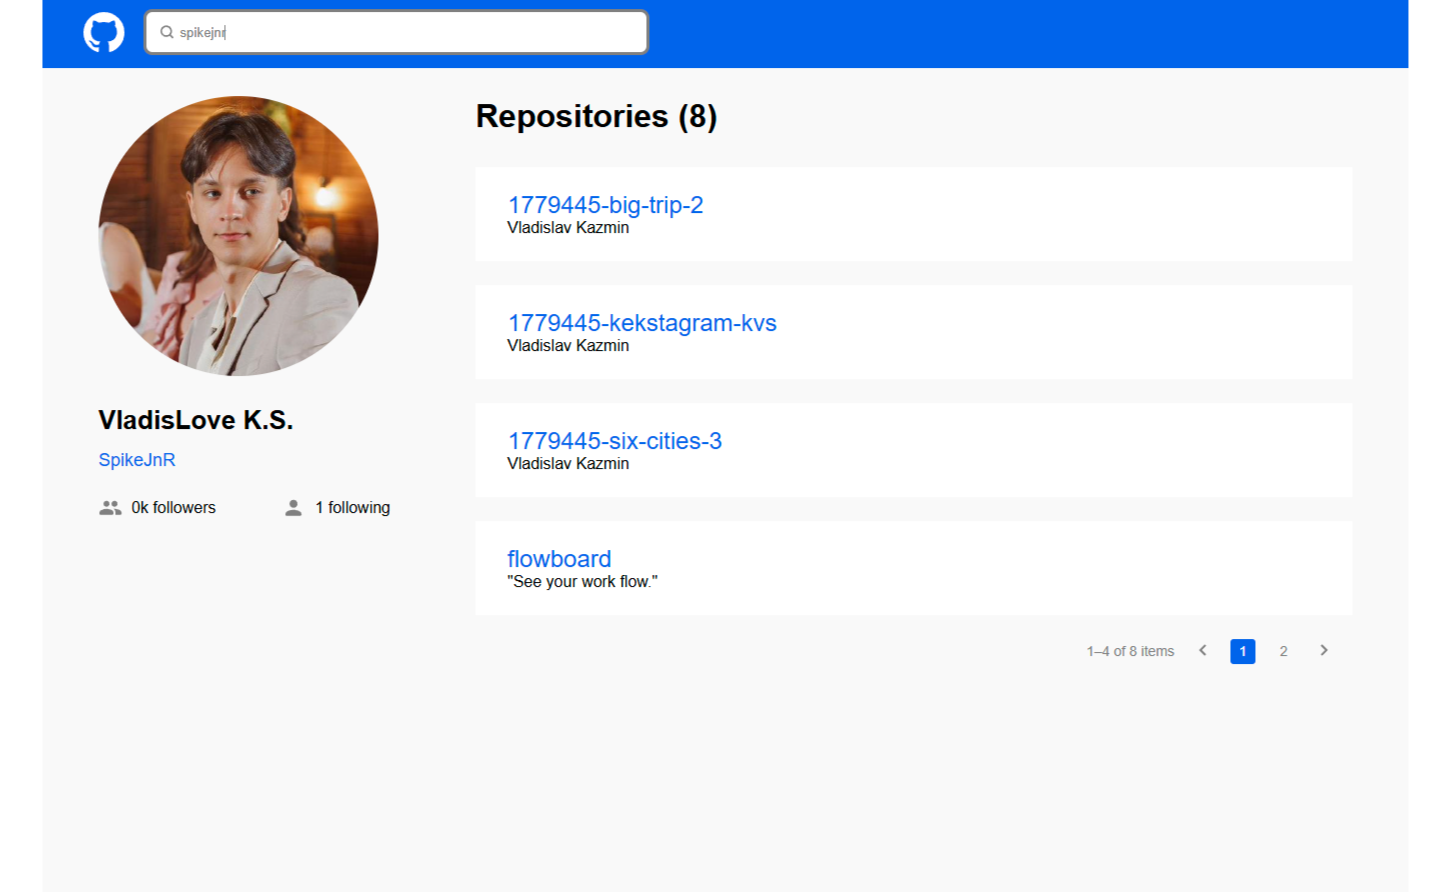 spikejnr
Repositories (8)
1779445-big-trip-2
Vladislav Kazmin
1779445-kekstagram-kvs
Vladislav Kazmin
1779445-six-cities-3
Vladislav Kazmin
flowboard
"See your work flow."
VladisLove K.S.
SpikeJnR
0k followers
1 following
1–4 of 8 items 1 2